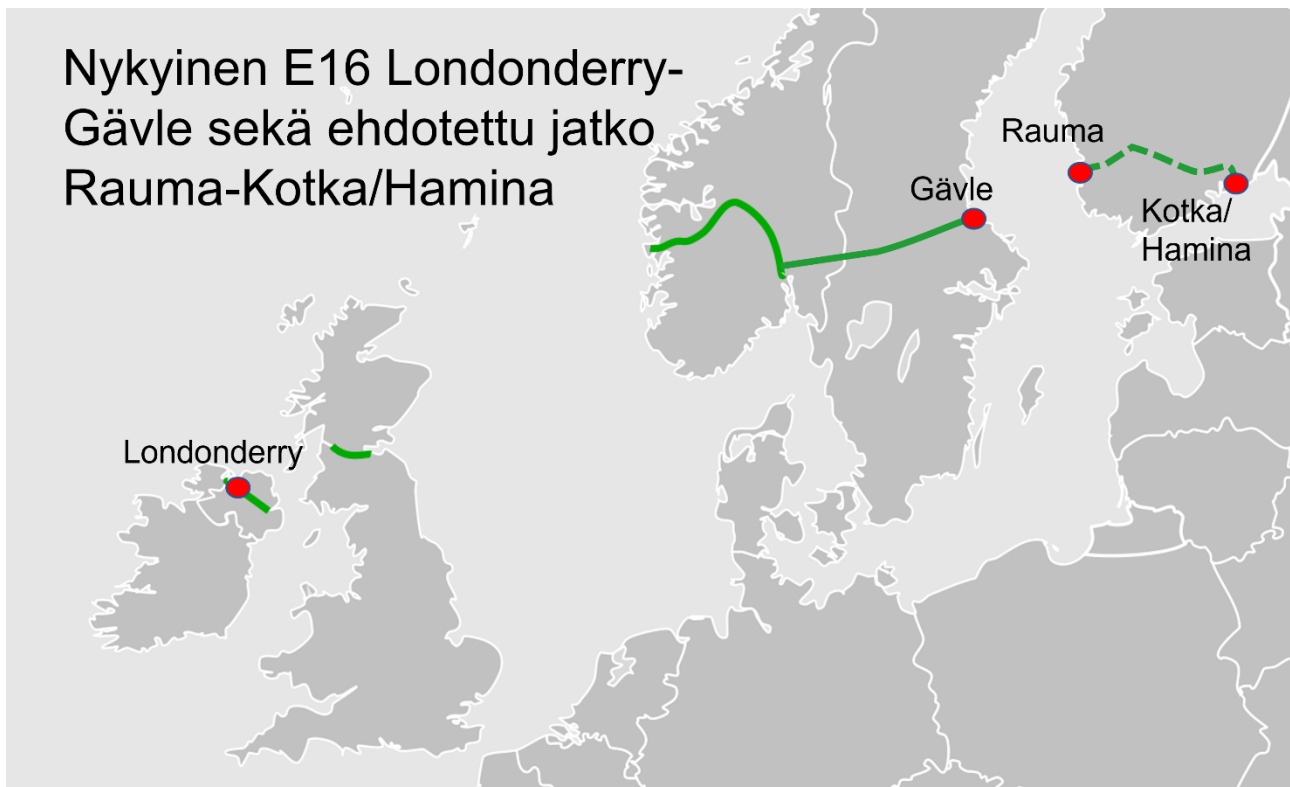 Nykyinen E16 Londonderry-
Gävle sekä ehdotettu jatko
Rauma-Kotka/Hamina
Rauma
Gävle
Kotka/
Hamina
Londonderry